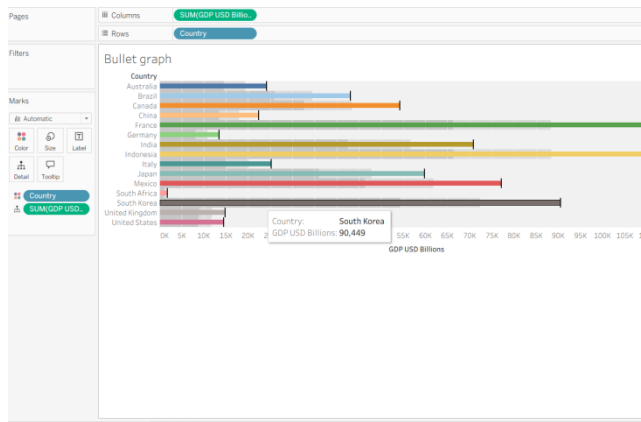 Pages
Columns
SUM(GDP USD Billio..
Rows
Country
Filters
Bullet graph
Country
Australia
Brazil
Canada
China
France
Germany
India
Indonesia
Italy
Japan
Mexico
South Africa
South Korea
United Kingdom
United States
Marks
Automatic
Color
Size
Label
Detail
Tooltip
Country
SUM(GDP USD..
Country: South Korea
GDP USD Billions: 90,449
0K 5K 10K 15K 20K 55K 60K 65K 70K 75K 80K 85K 90K 95K 100K 105K
GDP USD Billions